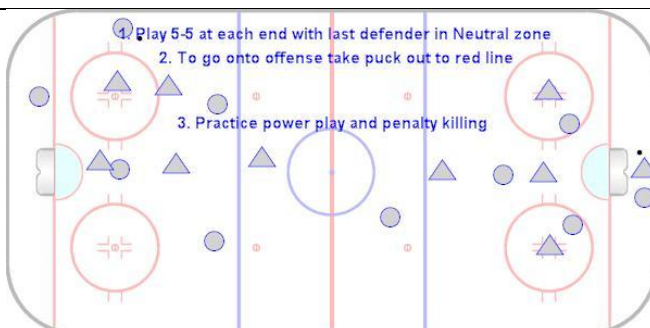 1. Play 5-5 at each end with last defender in Neutral zone
2. To go onto offense take puck out to red line
3. Practice power play and penalty killing